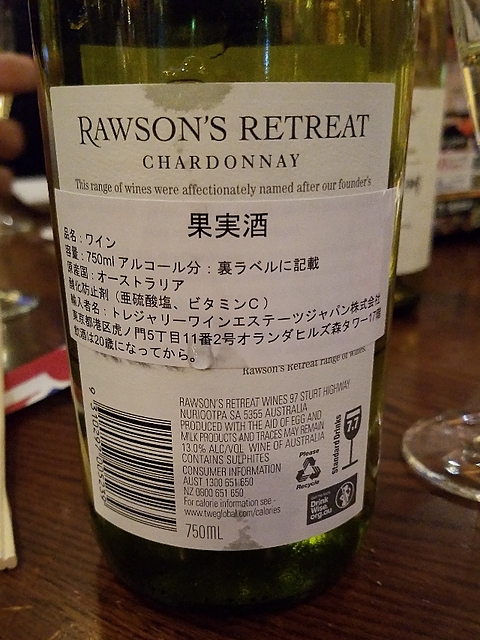 RAWSON'S RETREAT
CHARDONNAY
This range of wines were affectionately named after our founder's
果実酒
品名：ワイン
容量：750ml アルコール分：裏ラベルに記載
原産国：オーストラリア
酸化防止剤（亜硫酸塩、ビタミンC）
輸入者名：トレジャリーワインエステーツジャパン株式会社
東京都港区虎ノ門5丁目11番2号オランダヒルズ森タワー17階
飲酒は20歳になってから。
Rawson's Retreat range of wines.
RAWSON'S RETREAT WINES 97 STURT HIGHWAY
NURIOOTPA SA 5355 AUSTRALIA
PRODUCED WITH THE AID OF EGG AND
MILK PRODUCTS AND TRACES MAY REMAIN
13.0% ALC/VOL WINE OF AUSTRALIA
CONTAINS SULPHITES
CONSUMER INFORMATION
AUST 1300 651 650
NZ 0800 651 650
For calorie information see -
www.tweglobal.com/calories
750ML
Please
Recycle
Standard Drinks
7.7
Drink
Wise
org.au